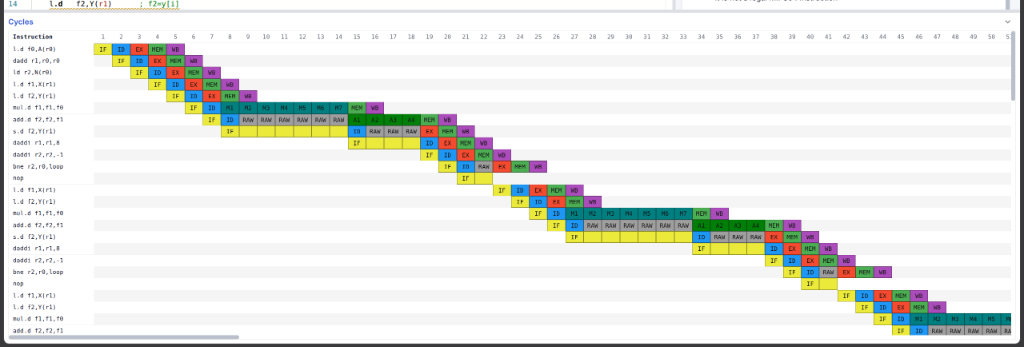 14 l.d f2,Y(r1) ; f2=y[i]
Cycles
Instruction 1 2 3 4 5 6 7 8 9 10 11 12 13 14 15 16 17 18 19 20 21 22 23 24 25 26 27 28 29 30 31 32 33 34 35 36 37 38 39 40 41 42 43 44 45 46 47 48 49 50
l.d f0,A(r0) IF ID EX MEM WB
dadd r1,r0,r0 IF ID EX MEM WB
ld r2,N(r0) IF ID EX MEM WB
l.d f1,X(r1) IF ID EX MEM WB
l.d f2,Y(r1) IF ID EX MEM WB
mul.d f1,f1,f0 IF ID M1 M2 M3 M4 M5 M6 M7 MEM WB
add.d f2,f2,f1 IF ID RAW RAW RAW RAW RAW RAW A1 A2 A3 A4 MEM WB
s.d f2,Y(r1) IF ID RAW RAW RAW EX MEM WB
daddi r1,r1,8 IF ID EX MEM WB
daddi r2,r2,-1 IF ID EX MEM WB
bne r2,r0,loop IF ID RAW EX MEM WB
nop IF
l.d f1,X(r1) IF ID EX MEM WB
l.d f2,Y(r1) IF ID EX MEM WB
mul.d f1,f1,f0 IF ID M1 M2 M3 M4 M5 M6 M7 MEM WB
add.d f2,f2,f1 IF ID RAW RAW RAW RAW RAW RAW A1 A2 A3 A4 MEM WB
s.d f2,Y(r1) IF ID RAW RAW RAW EX MEM WB
daddi r1,r1,8 IF ID EX MEM WB
daddi r2,r2,-1 IF ID EX MEM WB
bne r2,r0,loop IF ID RAW EX MEM WB
nop IF
l.d f1,X(r1) IF ID EX MEM WB
l.d f2,Y(r1) IF ID EX MEM WB
mul.d f1,f1,f0 IF ID M1 M2 M3 M4 M5
add.d f2,f2,f1 IF ID RAW RAW RAW RAW